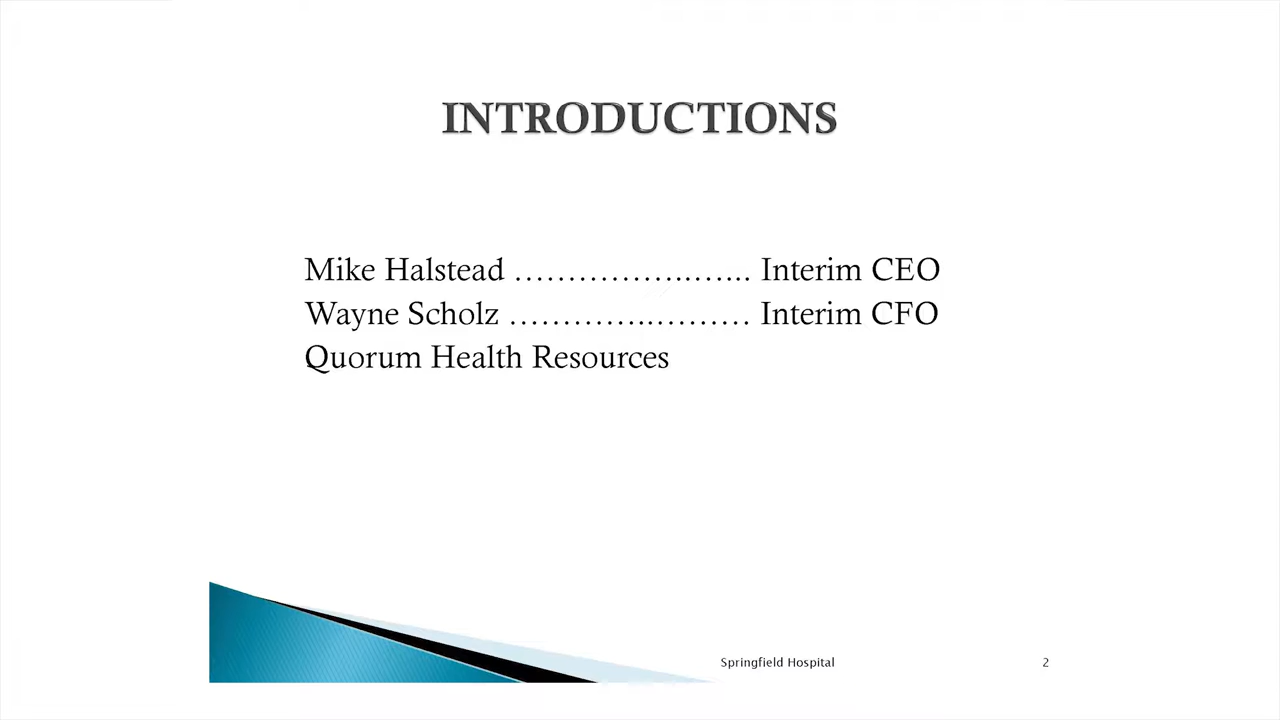 INTRODUCTIONS
Mike Halstead ……………..…... Interim CEO
Wayne Scholz …………..……… Interim CFO
Quorum Health Resources
Springfield Hospital 2